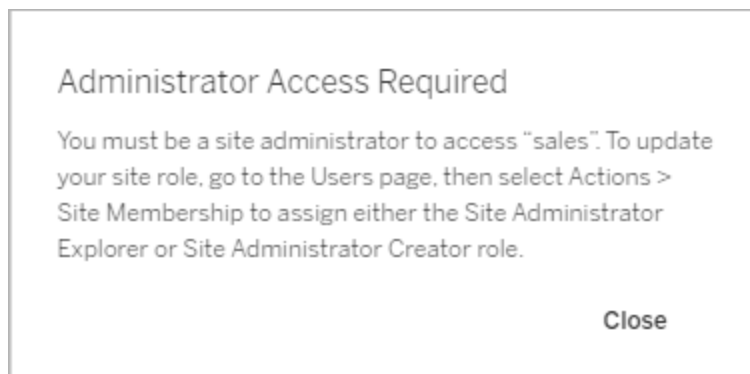 Administrator Access Required
You must be a site administrator to access “sales”. To update
your site role, go to the Users page, then select Actions >
Site Membership to assign either the Site Administrator
Explorer or Site Administrator Creator role.
Close